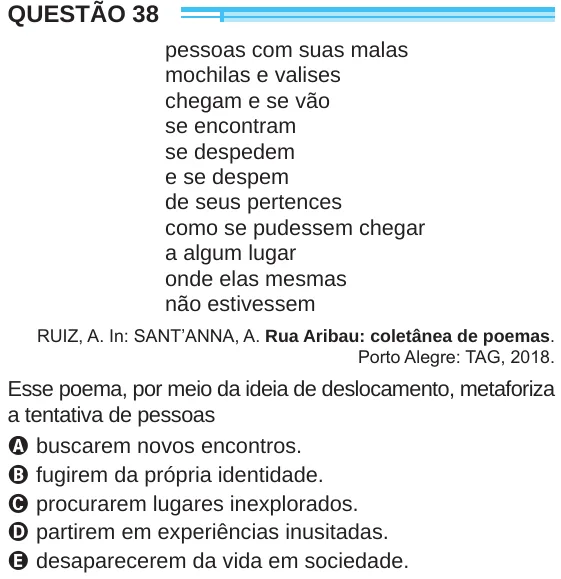 QUESTÃO 38
pessoas com suas malas
mochilas e valises
chegam e se vão
se encontram
se despedem
e se despem
de seus pertences
como se pudessem chegar
a algum lugar
onde elas mesmas
não estivessem
RUIZ, A. In: SANT’ANNA, A. Rua Aribau: coletânea de poemas.
Porto Alegre: TAG, 2018.
Esse poema, por meio da ideia de deslocamento, metaforiza
a tentativa de pessoas
A buscarem novos encontros.
B fugirem da própria identidade.
C procurarem lugares inexplorados.
D partirem em experiências inusitadas.
E desaparecerem da vida em sociedade.